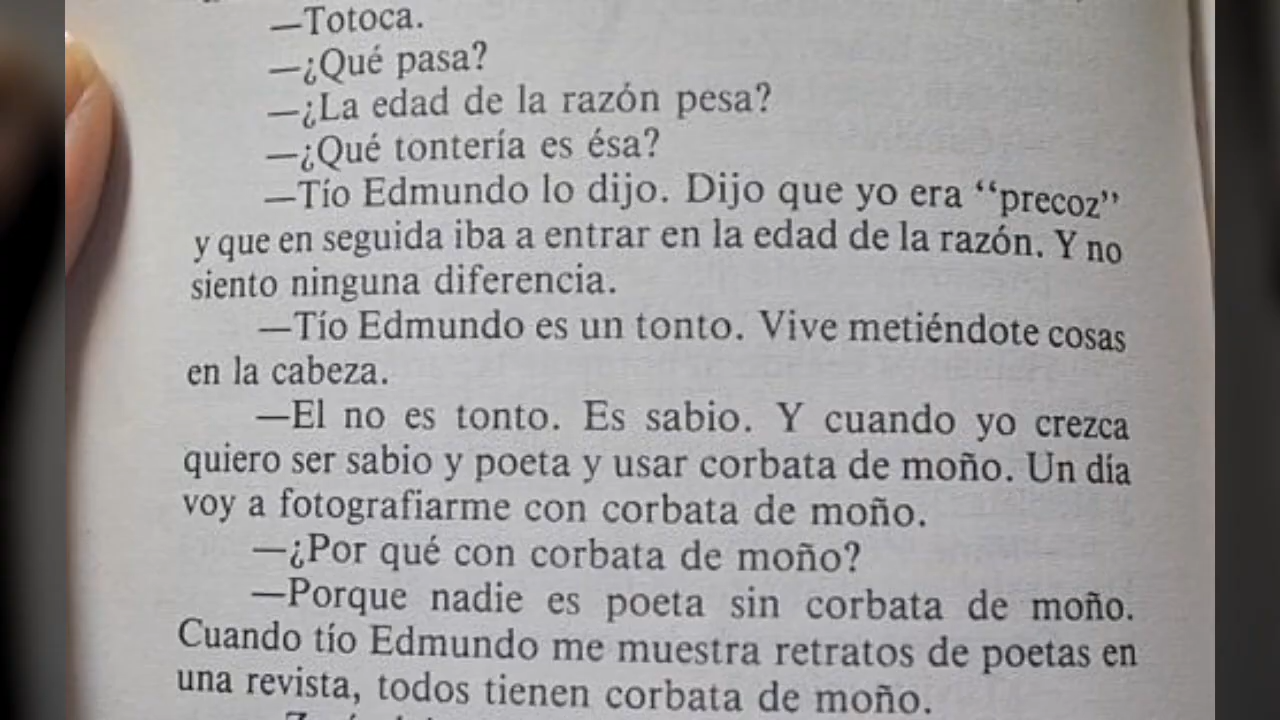 —Totoca.
—¿Qué pasa?
—¿La edad de la razón pesa?
—¿Qué tontería es ésa?
—Tío Edmundo lo dijo. Dijo que yo era “precoz”
y que en seguida iba a entrar en la edad de la razón. Y no
siento ninguna diferencia.
—Tío Edmundo es un tonto. Vive metiéndote cosas
en la cabeza.
—El no es tonto. Es sabio. Y cuando yo crezca
quiero ser sabio y poeta y usar corbata de moño. Un día
voy a fotografiarme con corbata de moño.
—¿Por qué con corbata de moño?
—Porque nadie es poeta sin corbata de moño.
Cuando tío Edmundo me muestra retratos de poetas en
una revista, todos tienen corbata de moño.